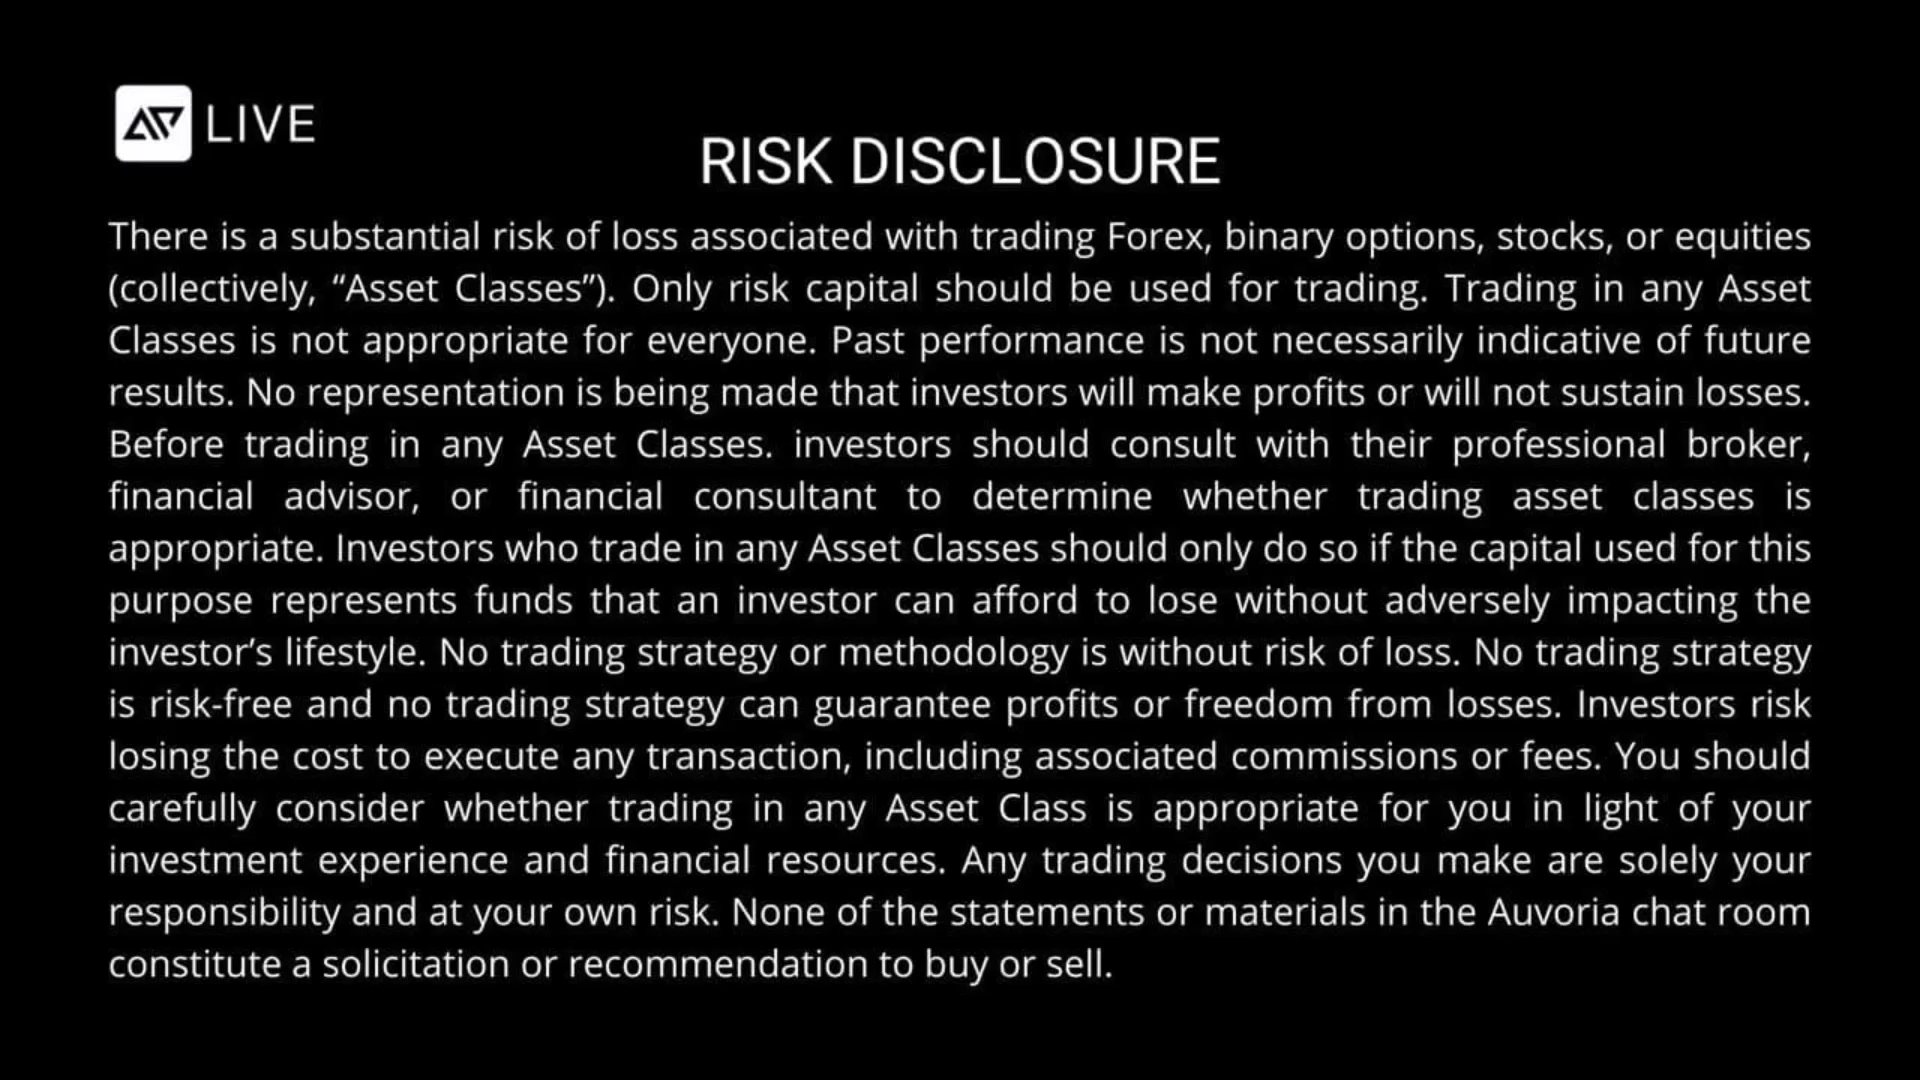 LIVE
RISK DISCLOSURE
There is a substantial risk of loss associated with trading Forex, binary options, stocks, or equities
(collectively, “Asset Classes”). Only risk capital should be used for trading. Trading in any Asset
Classes is not appropriate for everyone. Past performance is not necessarily indicative of future
results. No representation is being made that investors will make profits or will not sustain losses.
Before trading in any Asset Classes. investors should consult with their professional broker,
financial advisor, or financial consultant to determine whether trading asset classes is
appropriate. Investors who trade in any Asset Classes should only do so if the capital used for this
purpose represents funds that an investor can afford to lose without adversely impacting the
investor’s lifestyle. No trading strategy or methodology is without risk of loss. No trading strategy
is risk-free and no trading strategy can guarantee profits or freedom from losses. Investors risk
losing the cost to execute any transaction, including associated commissions or fees. You should
carefully consider whether trading in any Asset Class is appropriate for you in light of your
investment experience and financial resources. Any trading decisions you make are solely your
responsibility and at your own risk. None of the statements or materials in the Auvoria chat room
constitute a solicitation or recommendation to buy or sell.